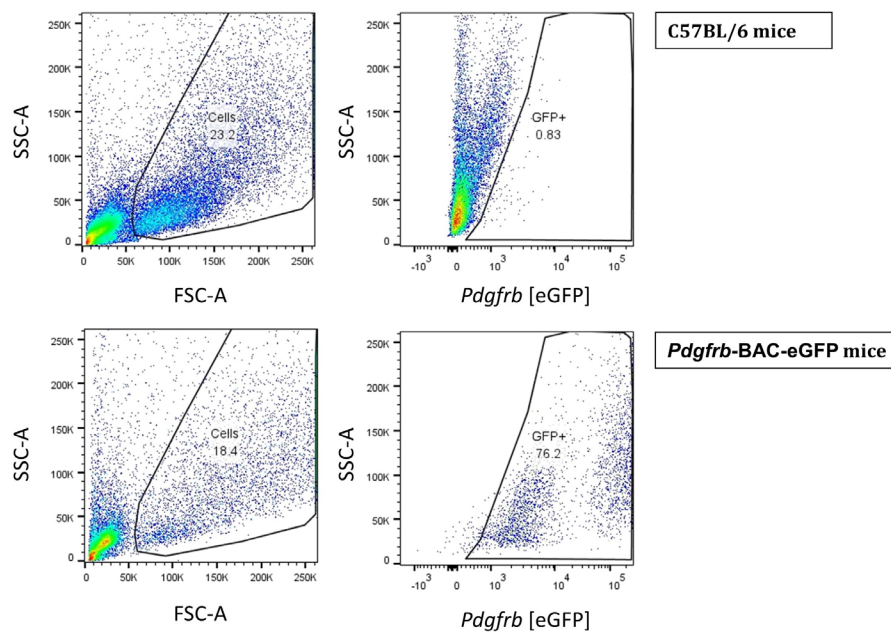 C57BL/6 mice
250K
200K
150K
100K
50K
0
SSC-A
Cells
23.2
0 50K 100K 150K 200K 250K
FSC-A
250K
200K
150K
100K
50K
0
SSC-A
GFP+
0.83
-10³ 0 10³ 10⁴ 10⁵
Pdgfrb [eGFP]
Pdgfrb-BAC-eGFP mice
250K
200K
150K
100K
50K
0
SSC-A
Cells
18.4
0 50K 100K 150K 200K 250K
FSC-A
250K
200K
150K
100K
50K
0
SSC-A
GFP+
76.2
-10³ 0 10³ 10⁴ 10⁵
Pdgfrb [eGFP]